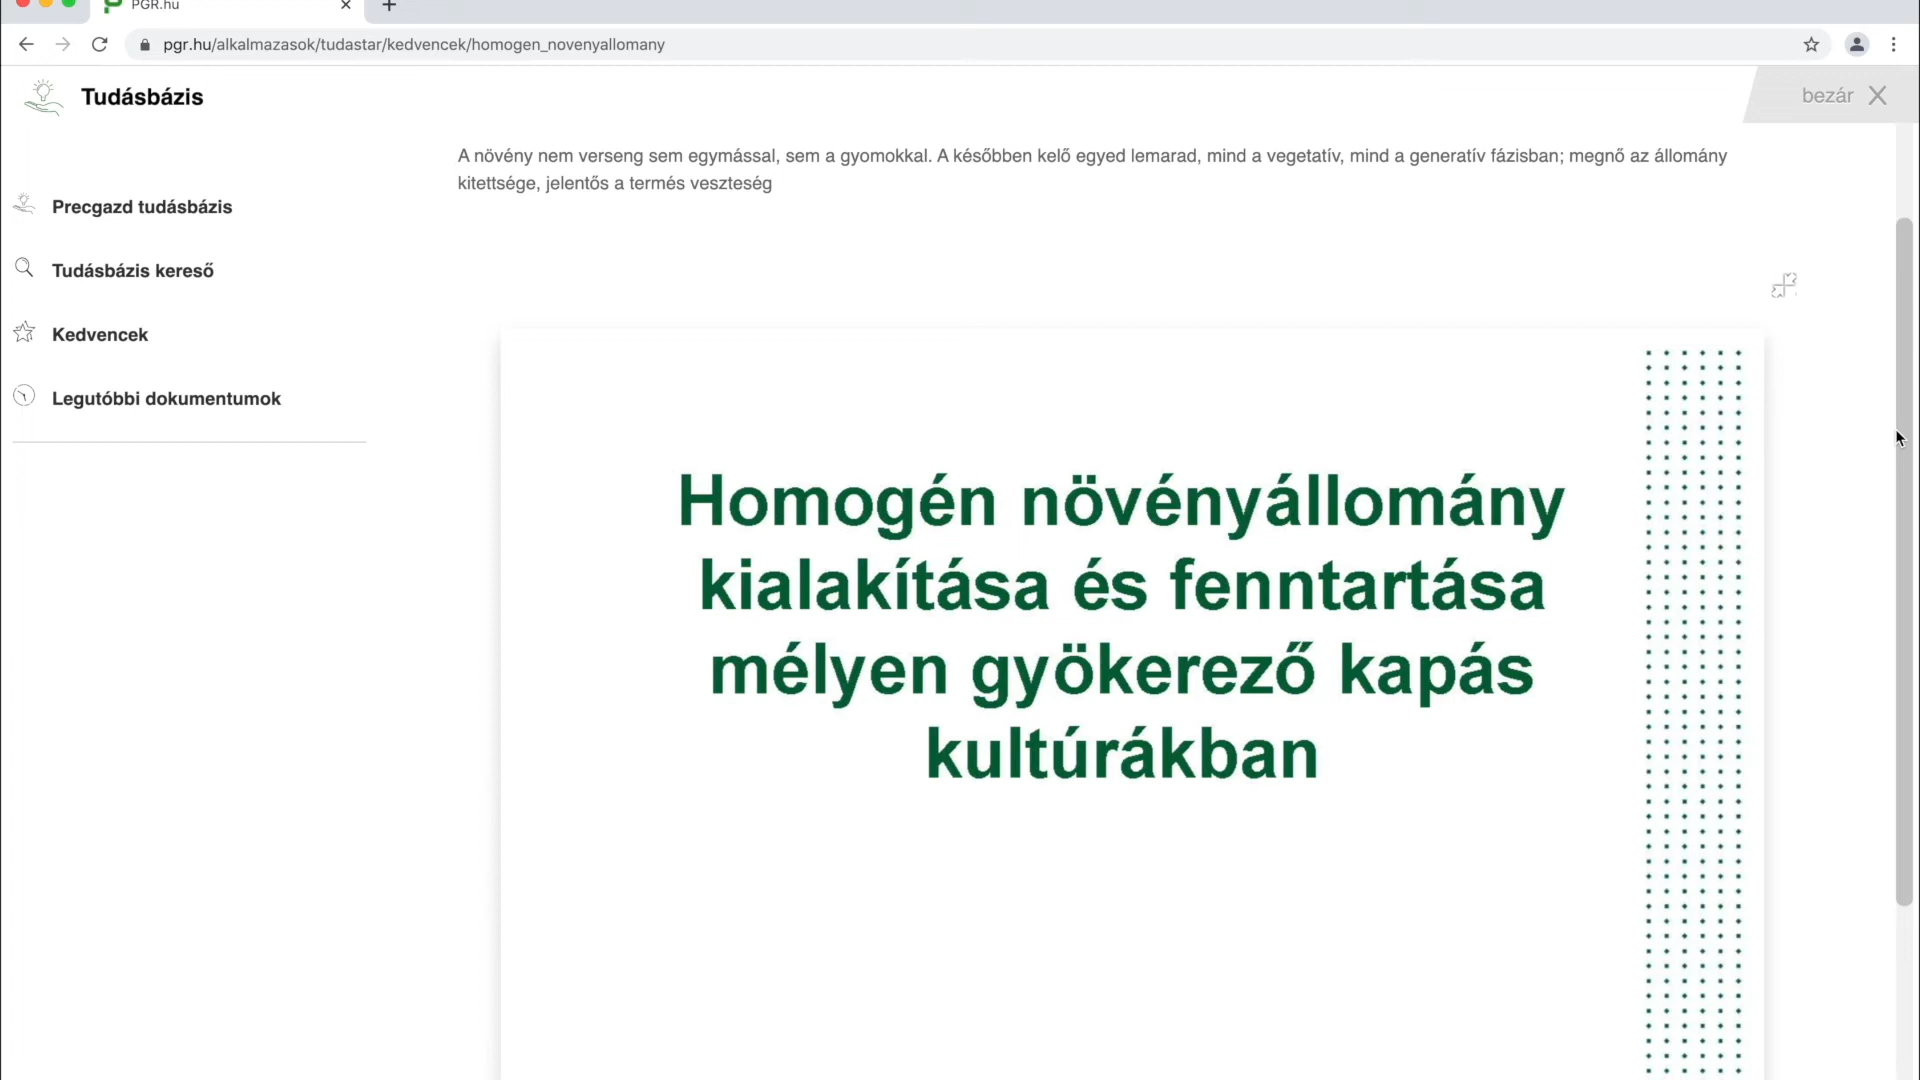 PGR.hu
pgr.hu/alkalmazasok/tudastar/kedvencek/homogen_novenyallomany
Tudásbázis
bezár
A növény nem verseng sem egymással, sem a gyomokkal. A későbben kelő egyed lemarad, mind a vegetatív, mind a generatív fázisban; megnő az állomány
kitettsége, jelentős a termés veszteség
Precgazd tudásbázis
Tudásbázis kereső
Kedvencek
Legutóbbi dokumentumok
Homogén növényállomány
kialakítása és fenntartása
mélyen gyökerező kapás
kultúrákban